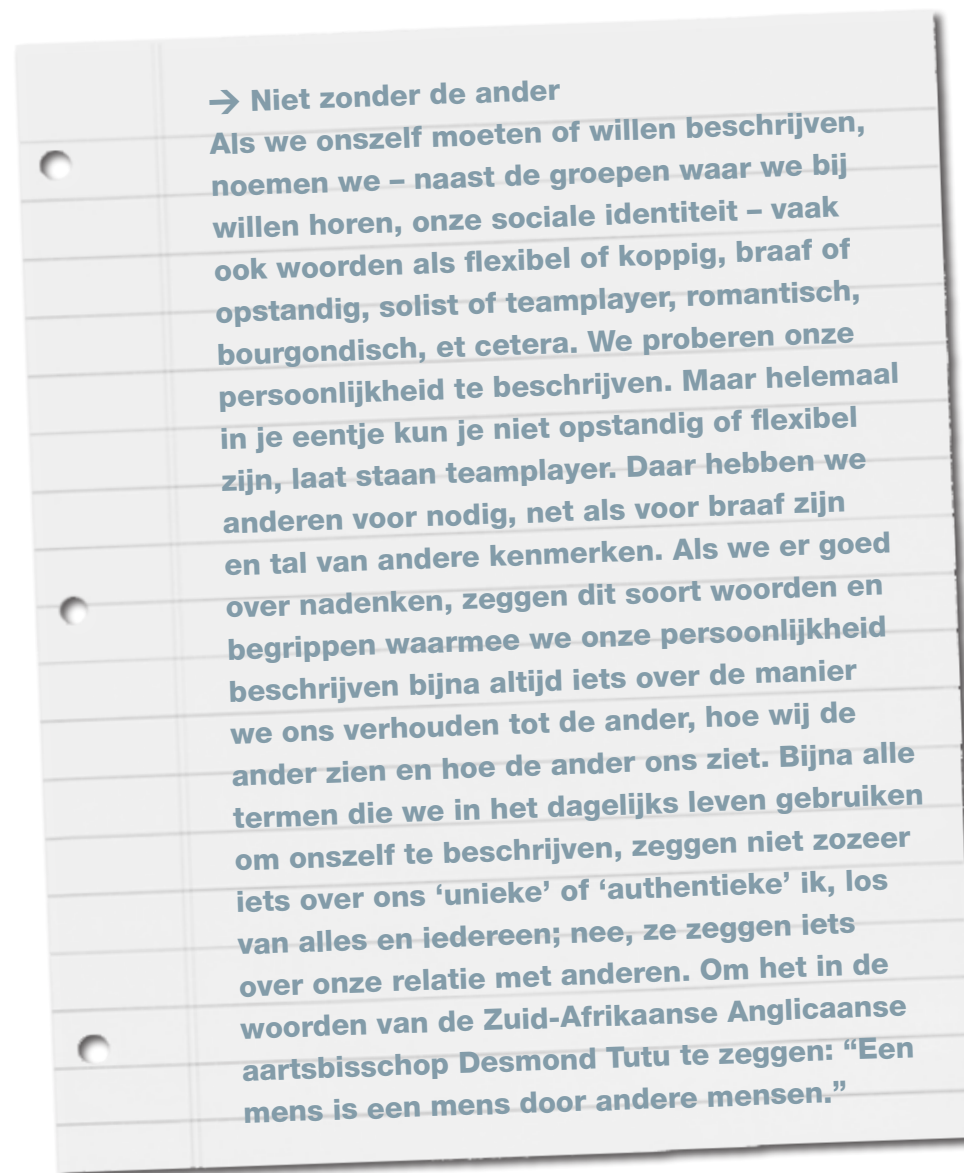 → Niet zonder de ander
Als we onszelf moeten of willen beschrijven,
noemen we – naast de groepen waar we bij
willen horen, onze sociale identiteit – vaak
ook woorden als flexibel of koppig, braaf of
opstandig, solist of teamplayer, romantisch,
bourgondisch, et cetera. We proberen onze
persoonlijkheid te beschrijven. Maar helemaal
in je eentje kun je niet opstandig of flexibel
zijn, laat staan teamplayer. Daar hebben we
anderen voor nodig, net als voor braaf zijn
en tal van andere kenmerken. Als we er goed
over nadenken, zeggen dit soort woorden en
begrippen waarmee we onze persoonlijkheid
beschrijven bijna altijd iets over de manier
we ons verhouden tot de ander, hoe wij de
ander zien en hoe de ander ons ziet. Bijna alle
termen die we in het dagelijks leven gebruiken
om onszelf te beschrijven, zeggen niet zozeer
iets over ons ‘unieke’ of ‘authentieke’ ik, los
van alles en iedereen; nee, ze zeggen iets
over onze relatie met anderen. Om het in de
woorden van de Zuid-Afrikaanse Anglicaanse
aartsbisschop Desmond Tutu te zeggen: “Een
mens is een mens door andere mensen.”